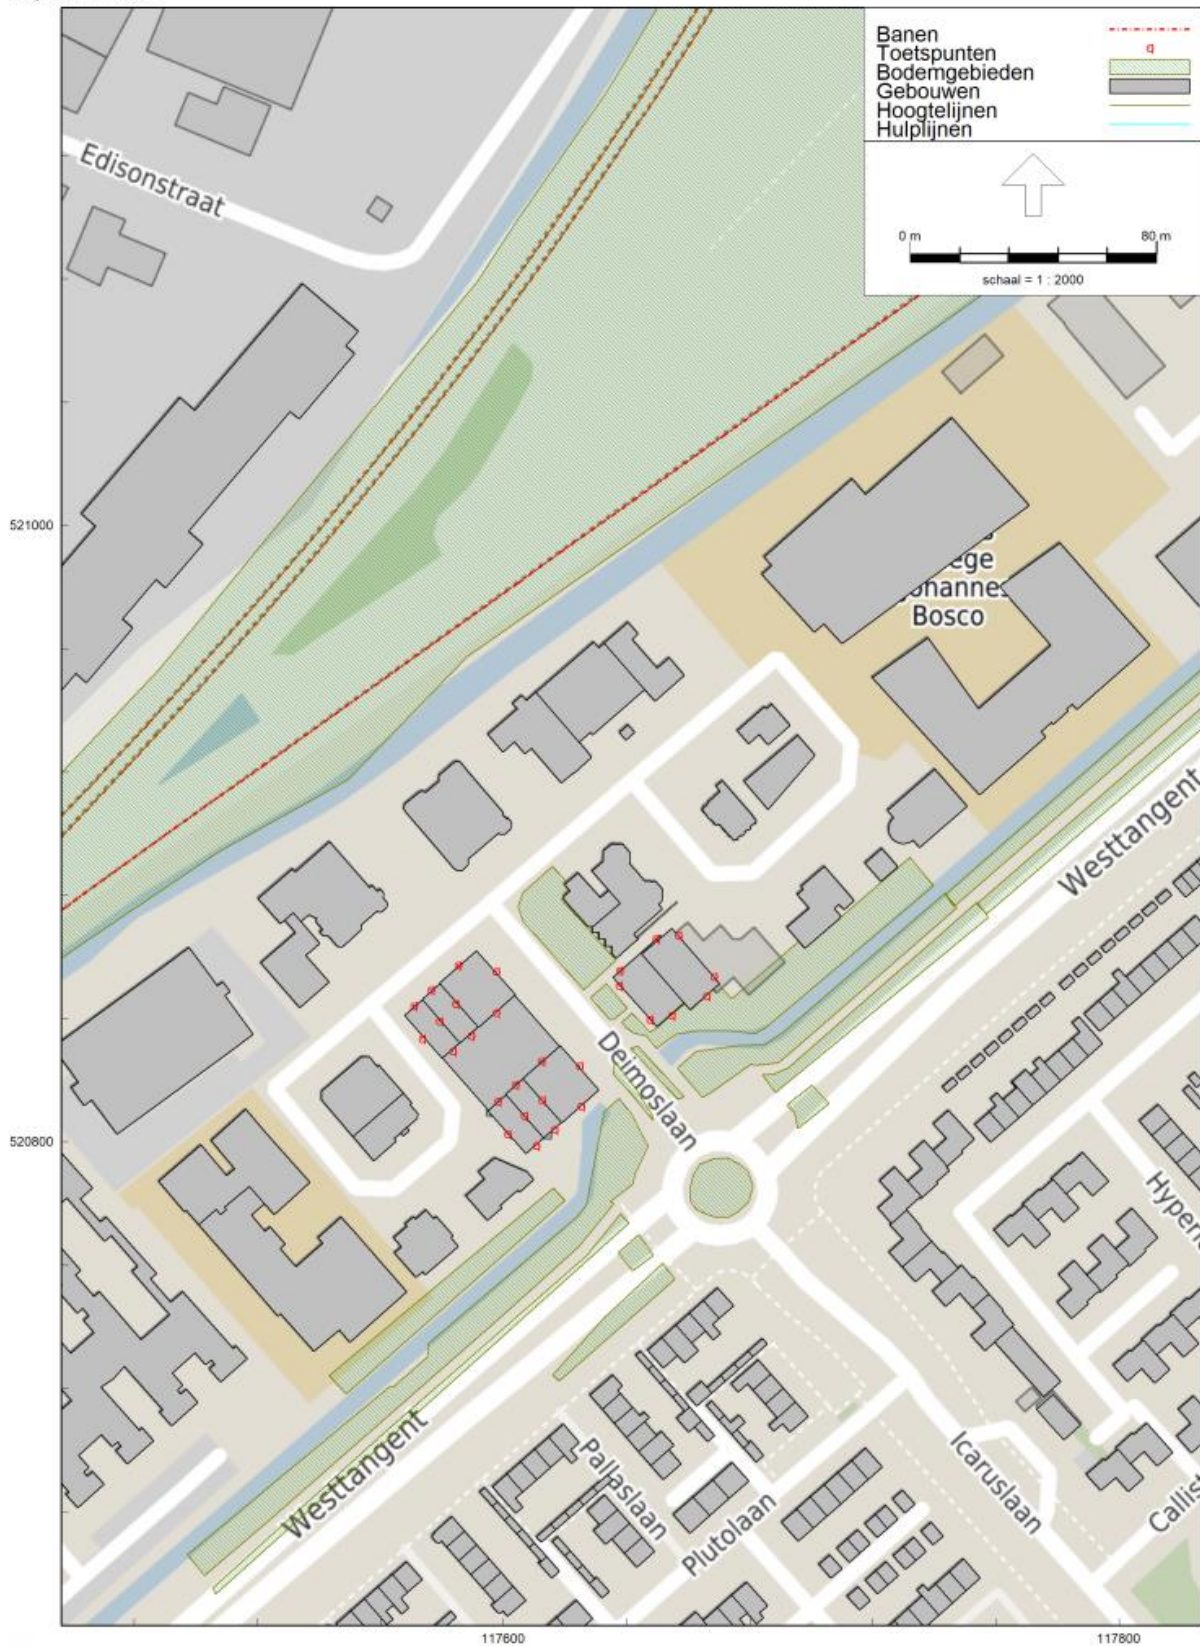 Banen
Toetspunten
Bodemgebieden
Gebouwen
Hoogtelijnen
Hulplijnen
0 m
80 m
schaal = 1 : 2000
Edisonstraat
521000
Bosco
Westtangent
Deimoslaan
520800
Westtangent
Pallaslaan
Plutolaan
Icaruslaan
117600
117800